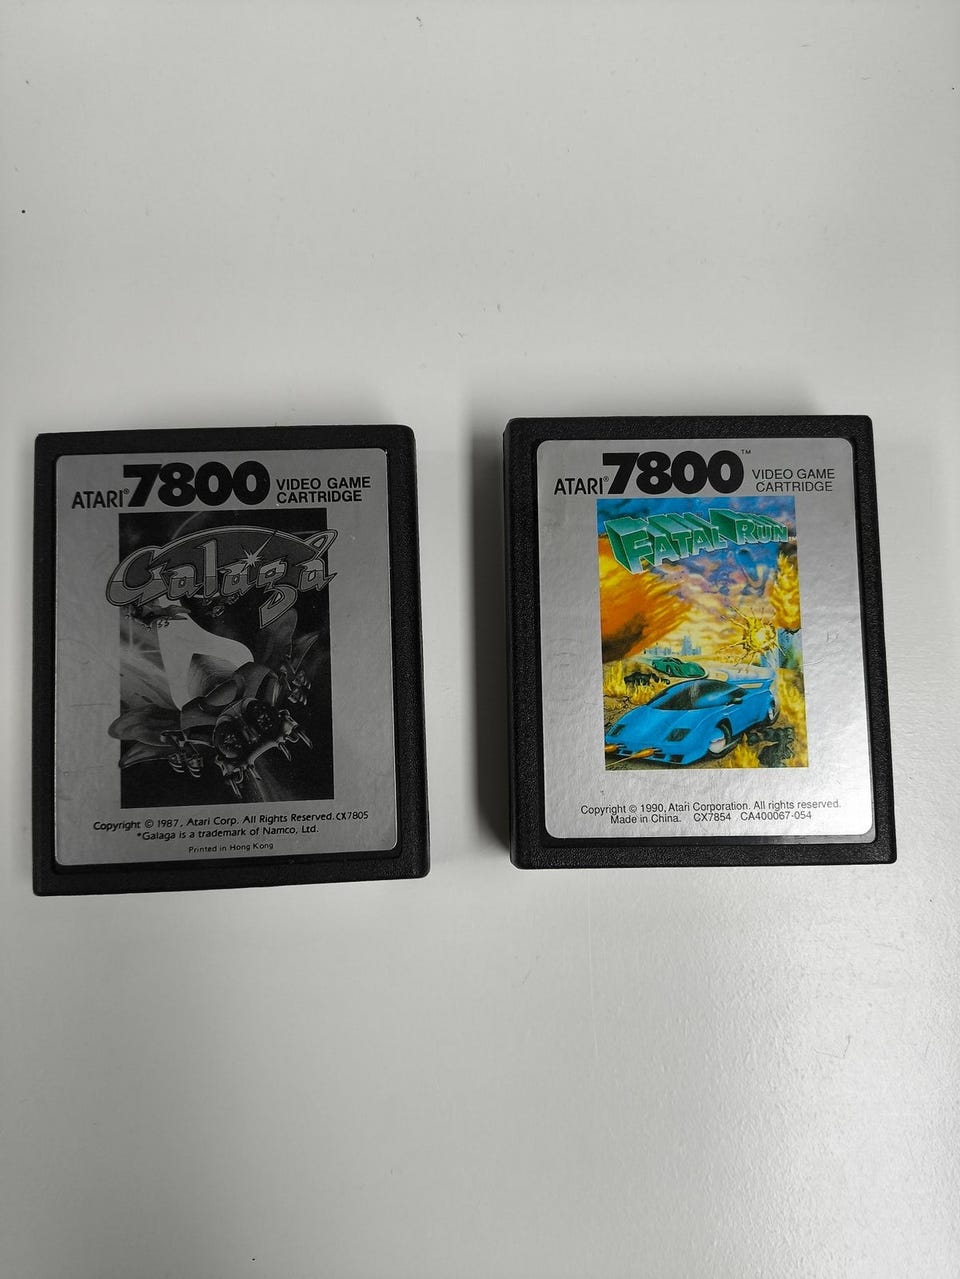 ATARI® 7800 VIDEO GAME
CARTRIDGE
Galaga
Copyright © 1987, Atari Corp. All Rights Reserved. CX7805
*Galaga is a trademark of Namco, Ltd.
Printed in Hong Kong
ATARI® 7800™ VIDEO GAME
CARTRIDGE
FATAL RUN™
Copyright © 1990, Atari Corporation. All rights reserved.
Made in China. CX7854 CA400067-054